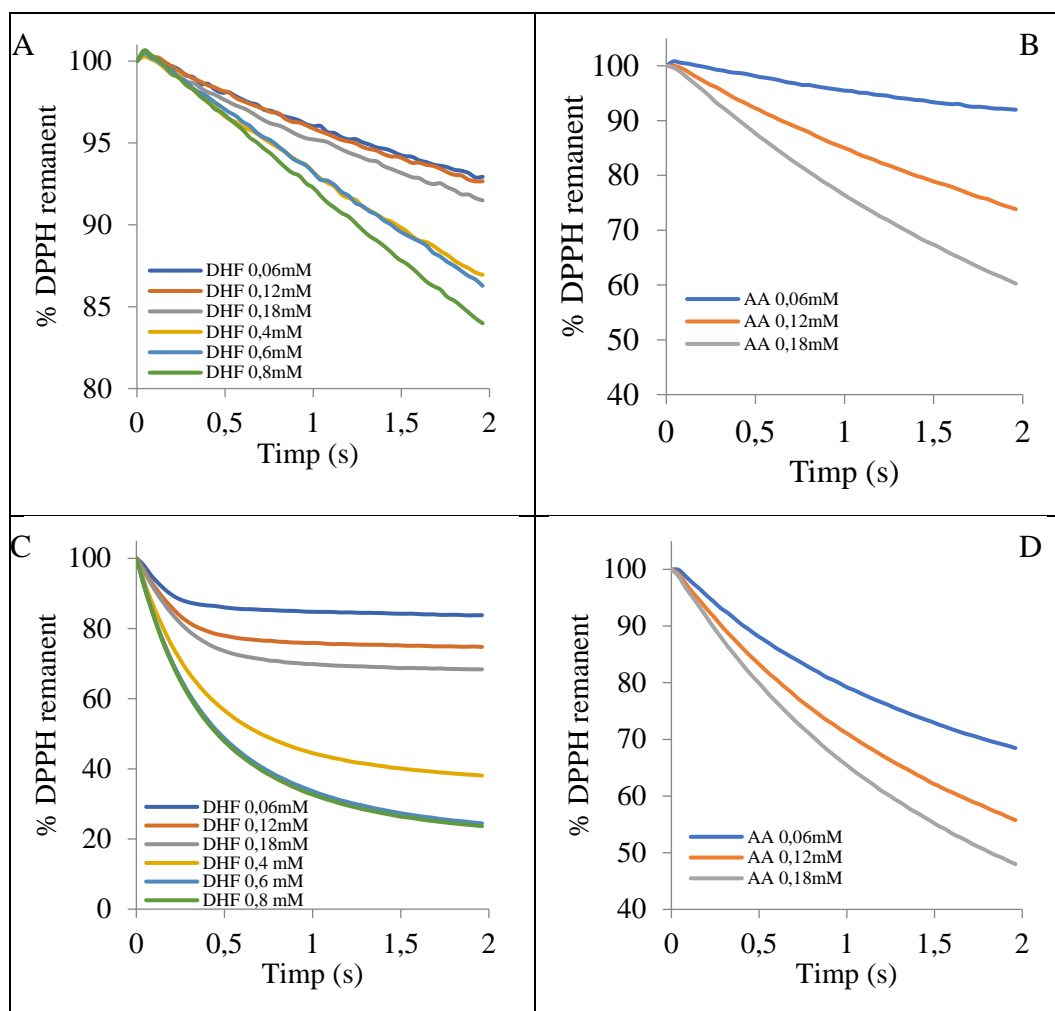 A
% DPPH remanent
100
95
90
85
80
DHF 0,06mM
DHF 0,12mM
DHF 0,18mM
DHF 0,4mM
DHF 0,6mM
DHF 0,8mM
0 0,5 1 1,5 2
Timp (s)
B
% DPPH remanent
100
90
80
70
60
50
40
AA 0,06mM
AA 0,12mM
AA 0,18mM
0 0,5 1 1,5 2
Timp (s)
C
% DPPH remanent
100
80
60
40
20
0
DHF 0,06mM
DHF 0,12mM
DHF 0,18mM
DHF 0,4 mM
DHF 0,6 mM
DHF 0,8 mM
0 0,5 1 1,5 2
Timp (s)
D
% DPPH remanent
100
90
80
70
60
50
40
AA 0,06mM
AA 0,12mM
AA 0,18mM
0 0,5 1 1,5 2
Timp (s)